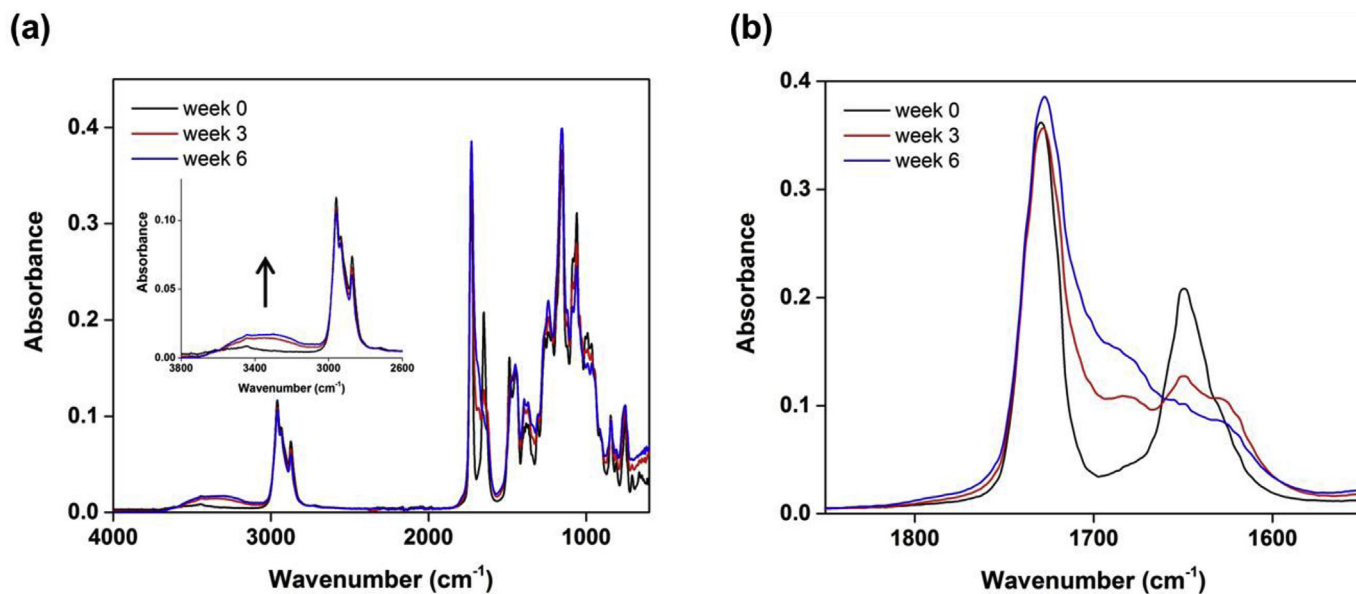 (a)
(b)
week 0
week 3
week 6
Absorbance
0.4
0.3
0.2
0.1
0.0
4000
3000
2000
1000
Wavenumber (cm⁻¹)
Absorbance
0.10
0.05
0.00
3800
3400
3000
2600
Wavenumber (cm⁻¹)
week 0
week 3
week 6
Absorbance
0.4
0.3
0.2
0.1
0.0
1800
1700
1600
Wavenumber (cm⁻¹)